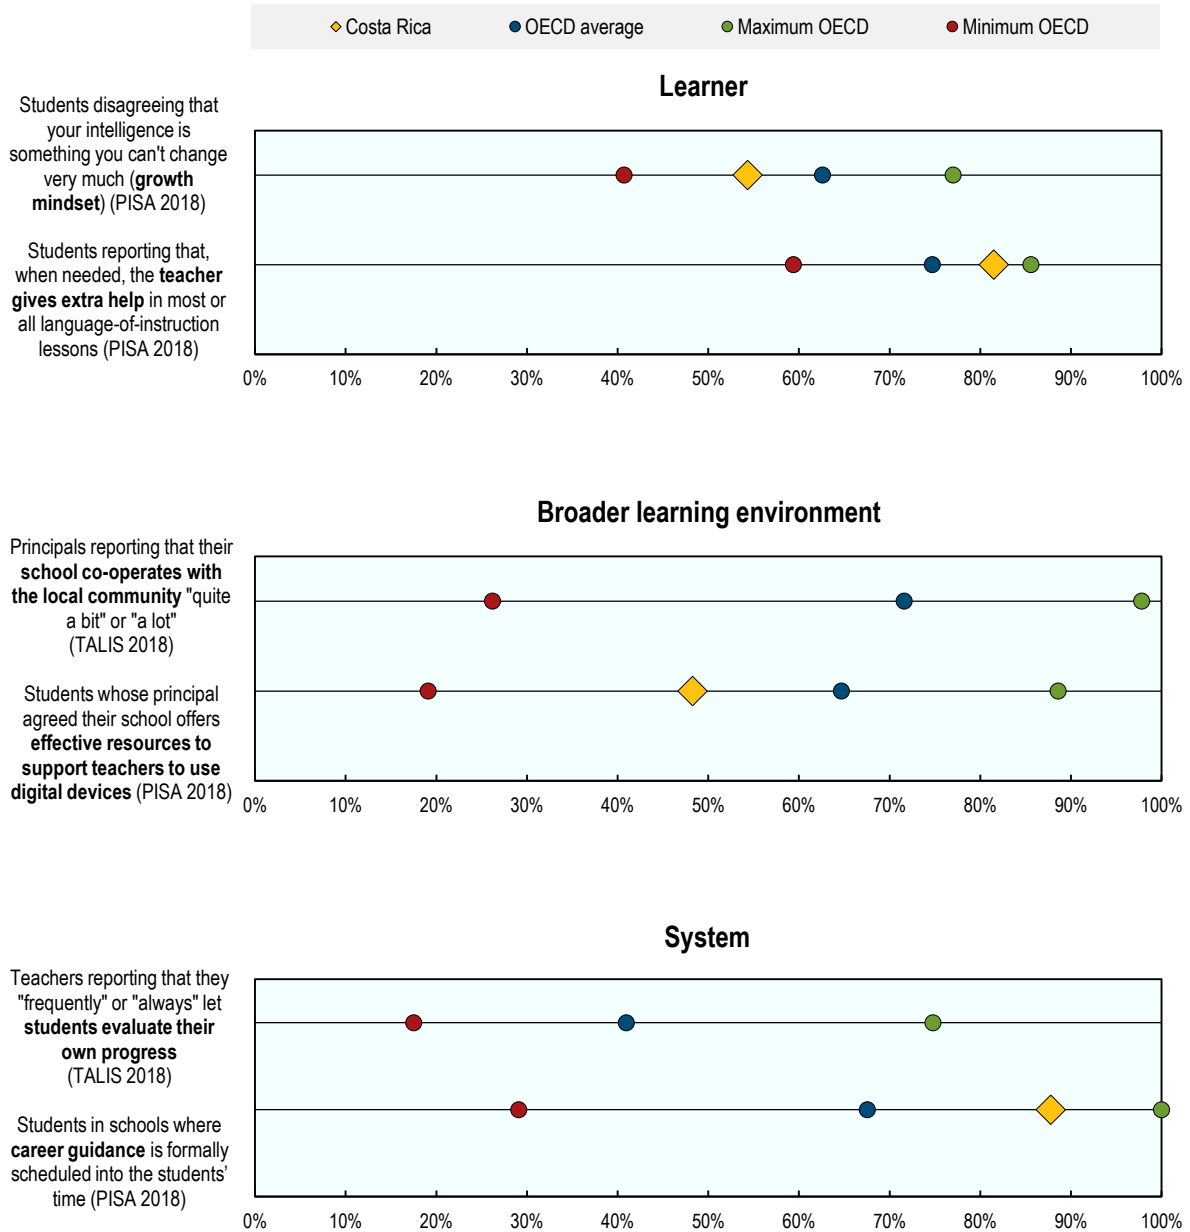 Costa Rica OECD average Maximum OECD Minimum OECD
Learner
Students disagreeing that
your intelligence is
something you can't change
very much (growth
mindset) (PISA 2018)
Students reporting that,
when needed, the teacher
gives extra help in most or
all language-of-instruction
lessons (PISA 2018)
0% 10% 20% 30% 40% 50% 60% 70% 80% 90% 100%
Broader learning environment
Principals reporting that their
school co-operates with
the local community "quite
a bit" or "a lot"
(TALIS 2018)
Students whose principal
agreed their school offers
effective resources to
support teachers to use
digital devices (PISA 2018)
0% 10% 20% 30% 40% 50% 60% 70% 80% 90% 100%
System
Teachers reporting that they
"frequently" or "always" let
students evaluate their
own progress
(TALIS 2018)
Students in schools where
career guidance is formally
scheduled into the students’
time (PISA 2018)
0% 10% 20% 30% 40% 50% 60% 70% 80% 90% 100%